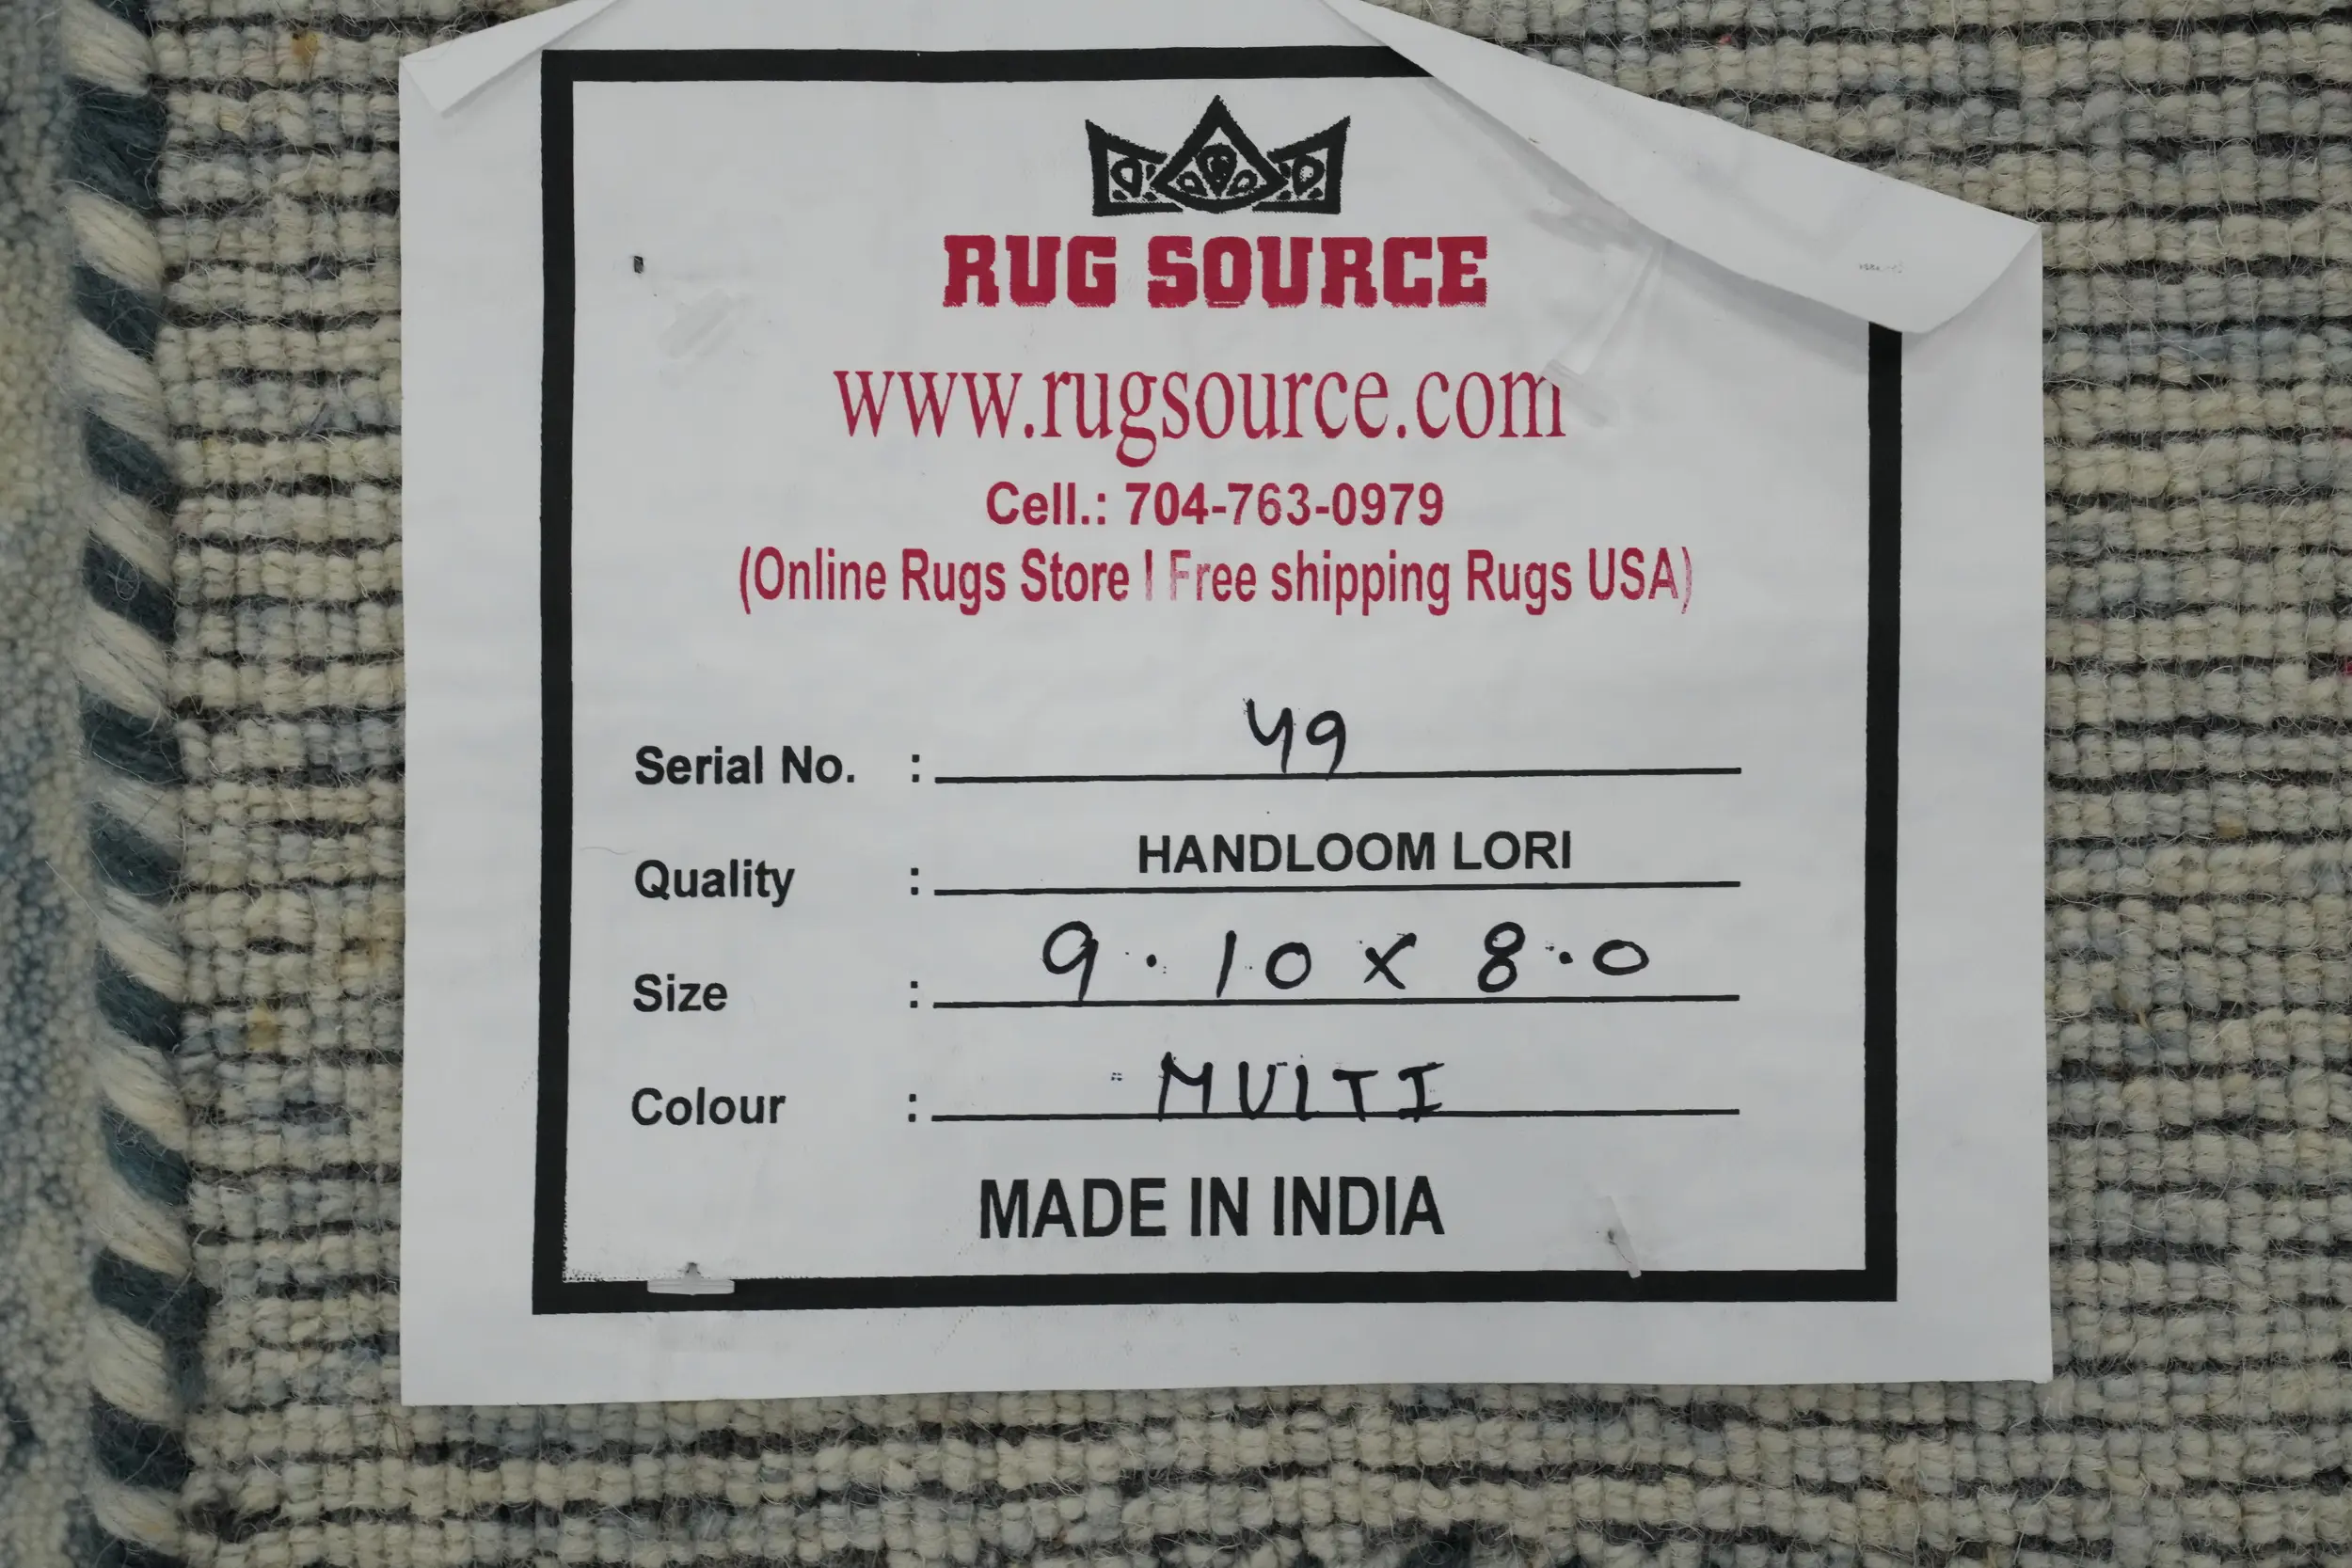 RUG SOURCE
www.rugsource.com
Cell.: 704-763-0979
(Online Rugs Store | Free shipping Rugs USA)
Serial No. : 49
Quality : HANDLOOM LORI
Size : 9.10 x 8.0
Colour : MULTI
MADE IN INDIA